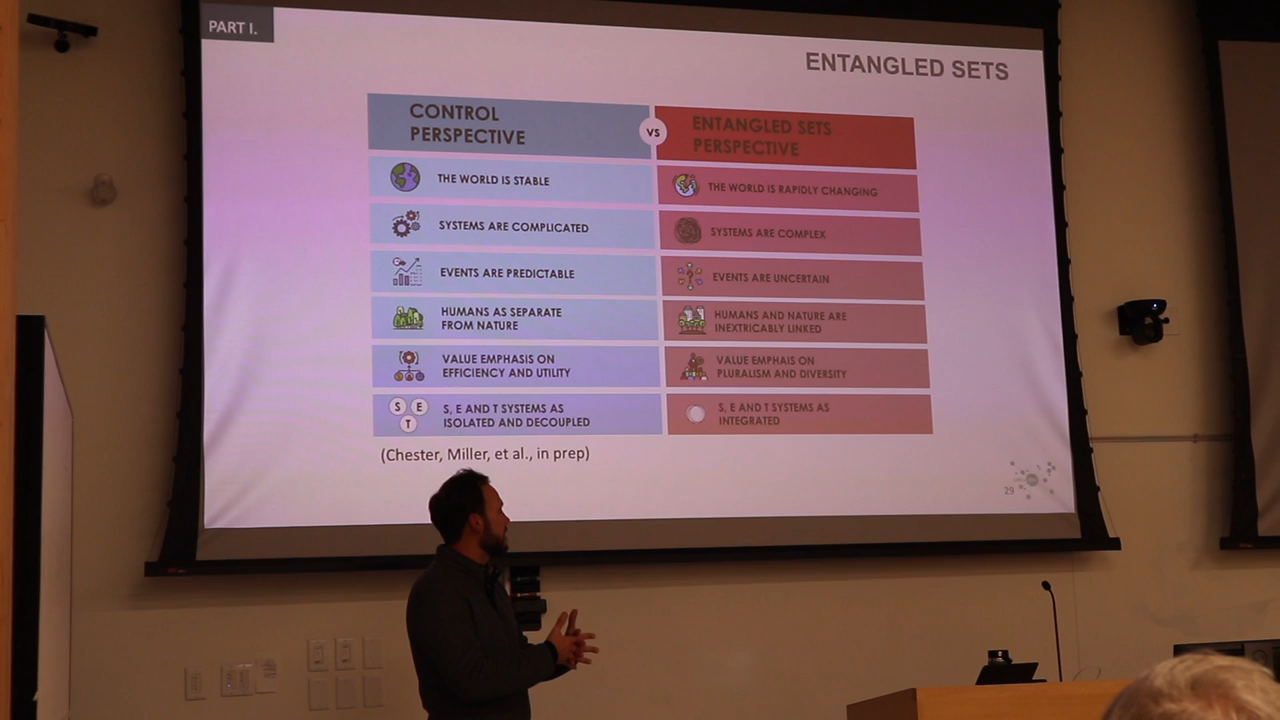 PART I.
ENTANGLED SETS
CONTROL
PERSPECTIVE
VS
ENTANGLED SETS
PERSPECTIVE
THE WORLD IS STABLE
THE WORLD IS RAPIDLY CHANGING
SYSTEMS ARE COMPLICATED
SYSTEMS ARE COMPLEX
EVENTS ARE PREDICTABLE
EVENTS ARE UNCERTAIN
HUMANS AS SEPARATE
FROM NATURE
HUMANS AND NATURE ARE
INEXTRICABLY LINKED
VALUE EMPHASIS ON
EFFICIENCY AND UTILITY
VALUE EMPHAIS ON
PLURALISM AND DIVERSITY
S E
T
S, E AND T SYSTEMS AS
ISOLATED AND DECOUPLED
S, E AND T SYSTEMS AS
INTEGRATED
(Chester, Miller, et al., in prep)
29